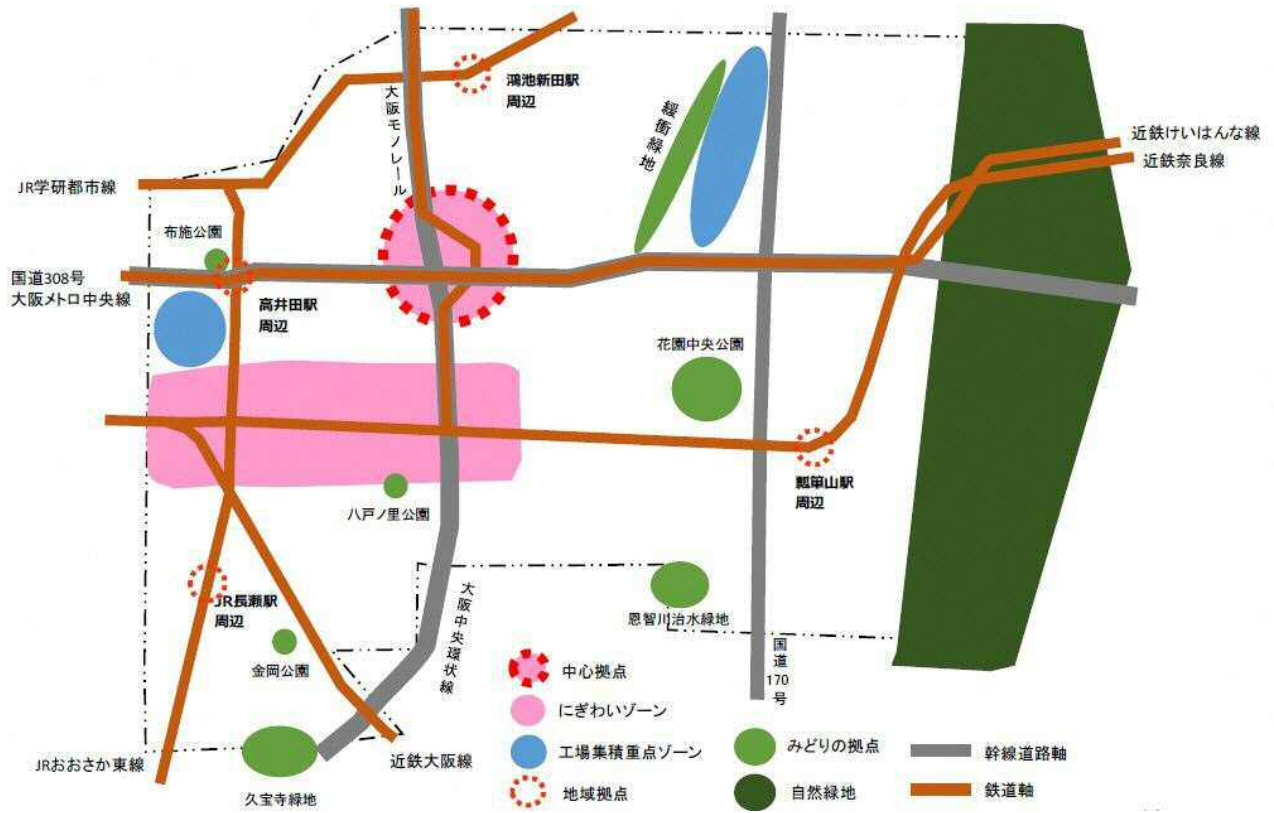 鴻池新田駅
周辺
大阪モノレール
緩衝緑地
近鉄けいはんな線
近鉄奈良線
JR学研都市線
布施公園
国道308号
大阪メトロ中央線
高井田駅
周辺
花園中央公園
瓢箪山駅
周辺
八戸ノ里公園
JR長瀬駅
周辺
恩智川治水緑地
大阪中央環状線
国道170号
金岡公園
JRおおさか東線
久宝寺緑地
近鉄大阪線
中心拠点
にぎわいゾーン
工場集積重点ゾーン
地域拠点
みどりの拠点
自然緑地
幹線道路軸
鉄道軸